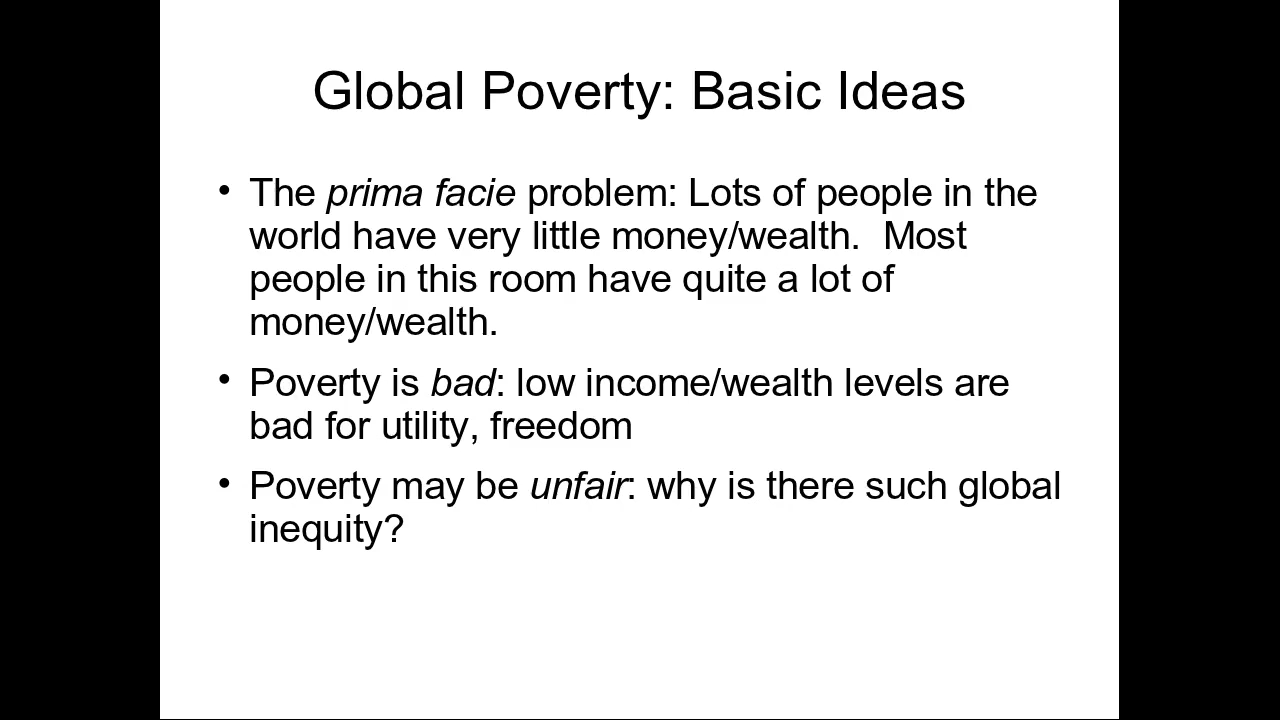 Global Poverty: Basic Ideas
• The prima facie problem: Lots of people in the
world have very little money/wealth.  Most
people in this room have quite a lot of
money/wealth.
• Poverty is bad: low income/wealth levels are
bad for utility, freedom
• Poverty may be unfair: why is there such global
inequity?